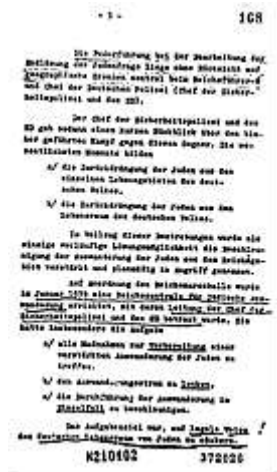 - 3 -
168
Die Federführung bei der Bearbeitung der
Endlösung der Judenfrage liege ohne Rücksicht auf
geographische Grenzen zentral beim Reichsführer-
und Chef der Deutschen Polizei (Chef der Sicher-
heitspolizei und des SD).
Der Chef der Sicherheitspolizei und des
SD gab sodann einen kurzen Rückblick über den bis-
her geführten Kampf gegen diesen Gegner. Die we-
sentlichsten Momente bilden
a/ die Zurückdrängung der Juden aus den
einzelnen Lebensgebieten des deut-
schen Volkes,
b/ die Zurückdrängung der Juden aus dem
Lebensraum des deutschen Volkes.
Im Vollzug dieser Bestrebungen wurde als
einzige vorläufige Lösungsmöglichkeit die Beschleu-
nigung der Auswanderung der Juden aus dem Reichsge-
biet verstärkt und planmäßig in Angriff genommen.
Auf Anordnung des Reichsmarschalls wurde
im Januar 1939 eine Reichszentrale für jüdische Aus-
wanderung errichtet, mit deren Leitung der Chef der
Sicherheitspolizei und des SD betraut wurde. Sie
hatte insbesondere die Aufgabe
a/ alle Maßnahmen zur Vorbereitung einer
verstärkten Auswanderung der Juden zu
treffen,
b/ den Auswanderungsstrom zu lenken,
c/ die Durchführung der Auswanderung im
Einzelfall zu beschleunigen.
Das Aufgabenziel war, auf legale Weise
den deutschen Lebensraum von Juden zu säubern.
K210402
372026